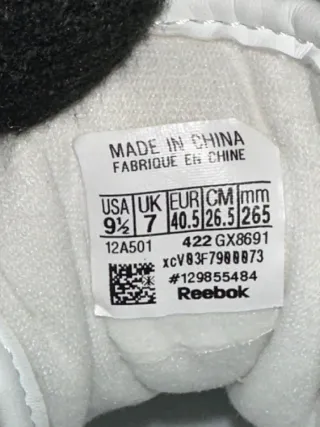 MADE IN CHINA
FABRIQUE EN CHINE
USA UK EUR CM mm
9½ 7 40.5 26.5 265
12A501 422 GX8691
xcV03F7900073
#129855484
Reebok